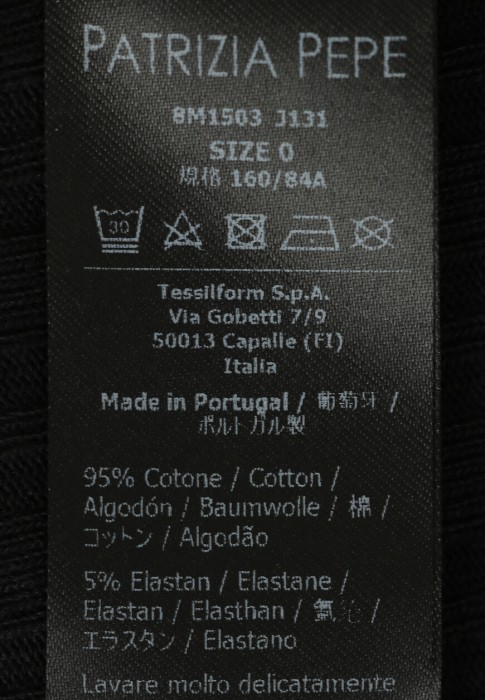 PATRIZIA PEPE
8M1503 J131
SIZE 0
規格 160/84A
30
Tessilform S.p.A.
Via Gobetti 7/9
50013 Capalle (FI)
Italia
Made in Portugal / 葡萄牙 /
ポルトガル製
95% Cotone / Cotton /
Algodón / Baumwolle / 棉 /
コットン / Algodão
5% Elastan / Elastane /
Elastan / Elasthan / /
エラスタン / Elastano
Lavare molto delicatamente